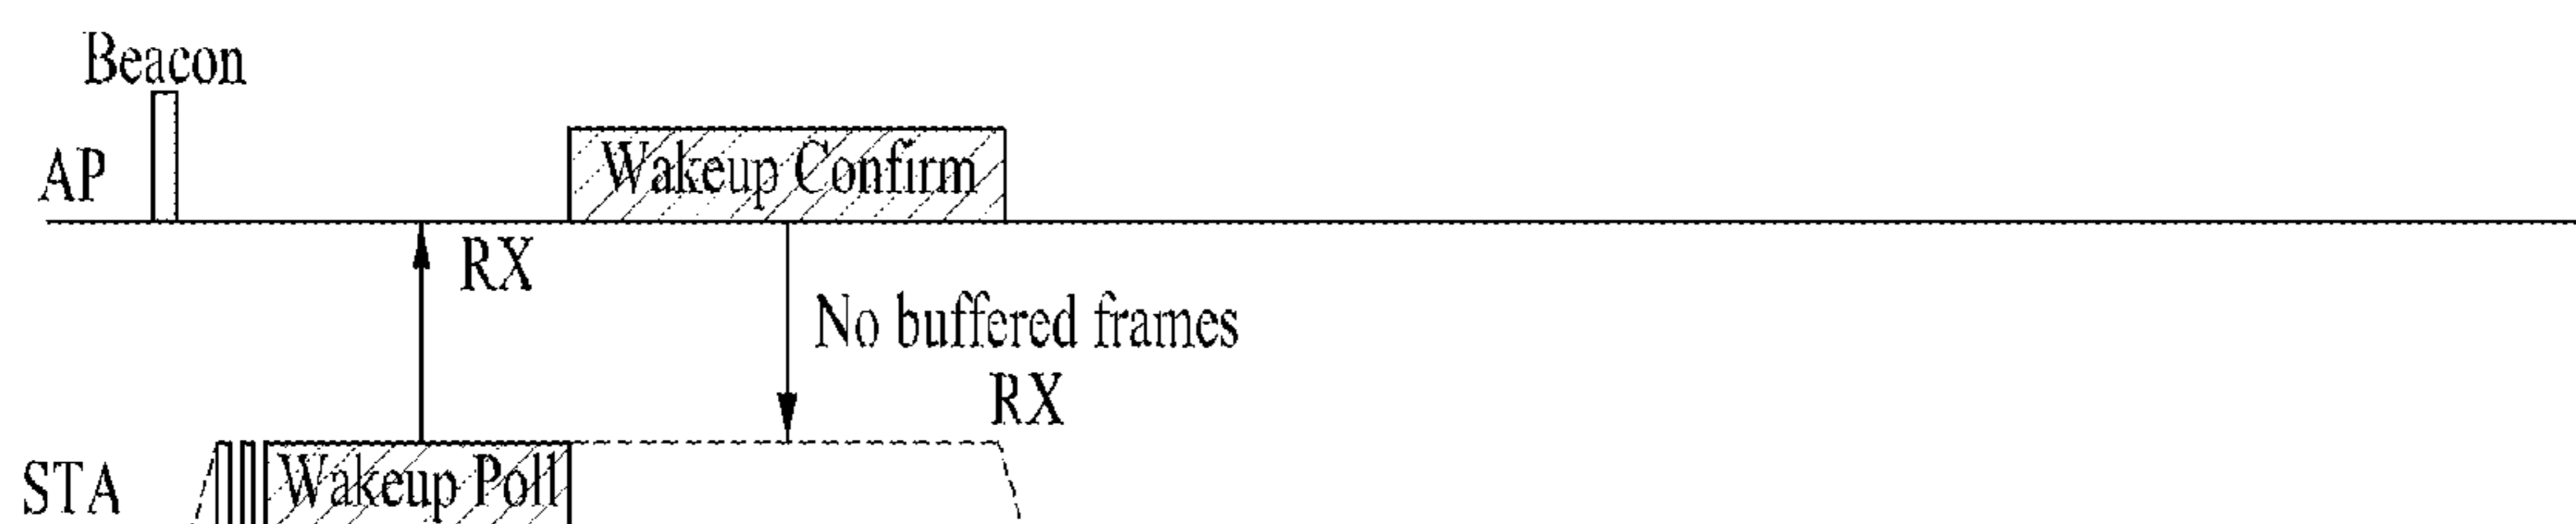 Beacon
AP
Wakeup Confirm
RX
No buffered frames
RX
STA
Wakeup Poll